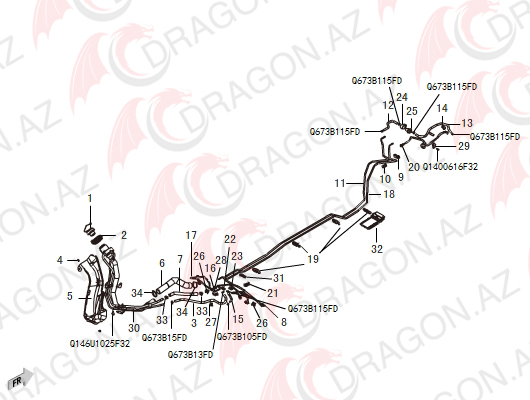 DRAGON.AZ
DRAGON.AZ
DRAGON.AZ
DRAGON.AZ
DRAGON.AZ
DRAGON.AZ
Q673B115FD
12 24 25
Q673B115FD
14
13
Q673B115FD
Q673B115FD
29
20
Q1400616F32
10 9
11
18
32
19
1
2
4
5
6 7
17
26
16
28
22
23
31
21
34
33
34
3
33
27
15
26
8
Q673B115FD
30
Q146U1025F32
Q673B15FD
Q673B13FD
Q673B105FD
FR